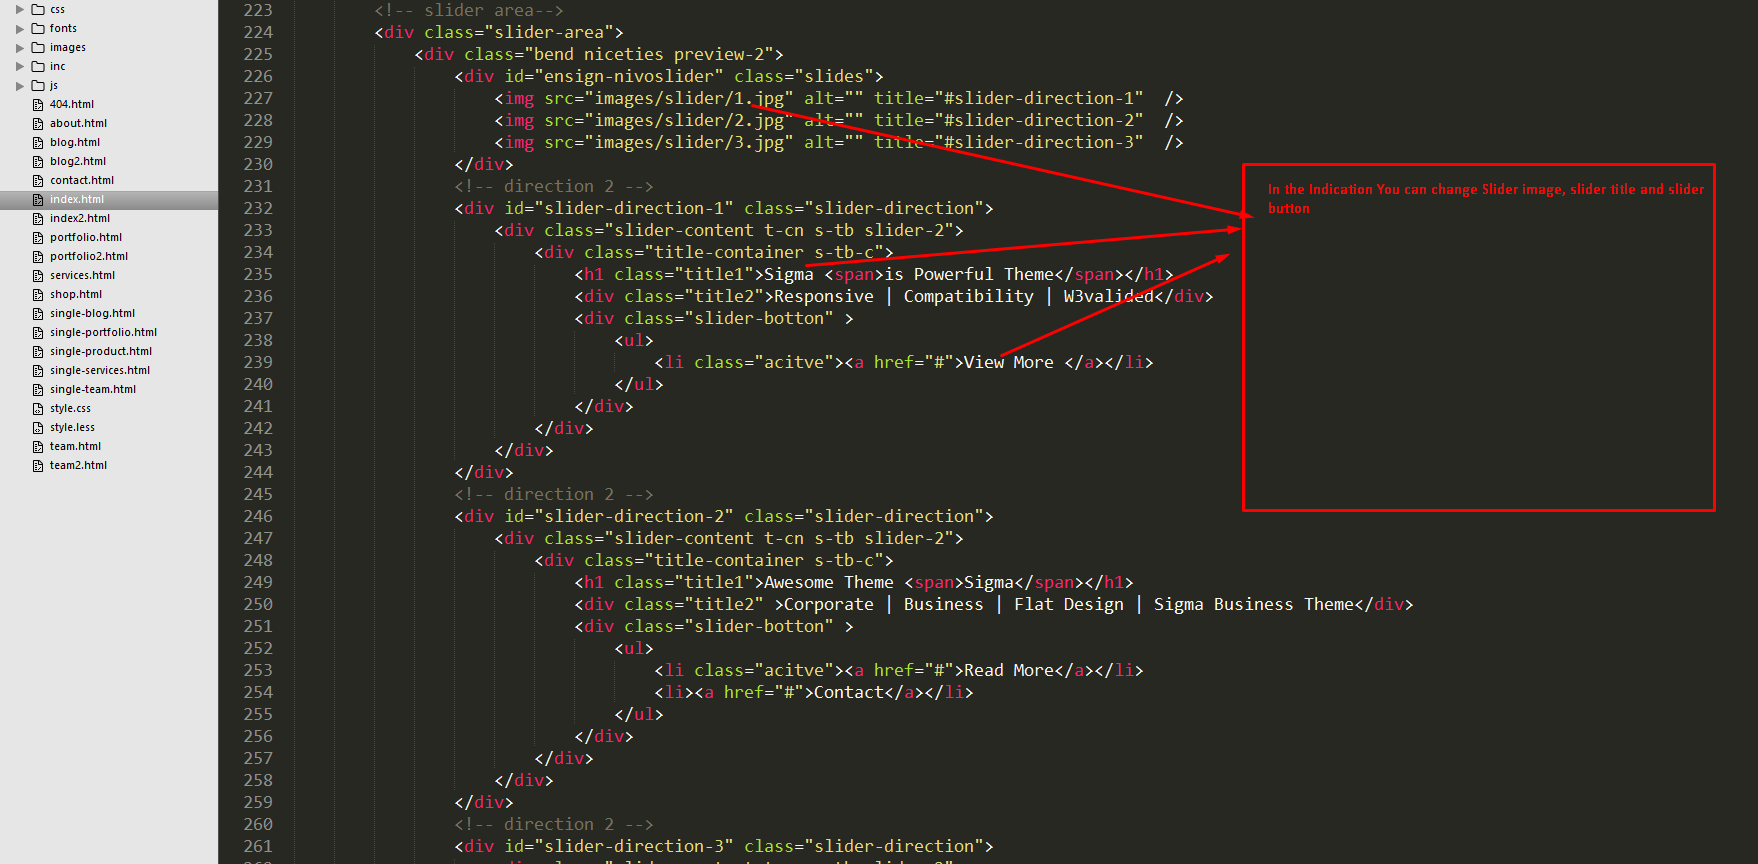 css
fonts
images
inc
js
404.html
about.html
blog.html
blog2.html
contact.html
index.html
index2.html
portfolio.html
portfolio2.html
services.html
shop.html
single-blog.html
single-portfolio.html
single-product.html
single-services.html
single-team.html
style.css
style.less
team.html
team2.html
223 <!-- slider area-->
224 <div class="slider-area">
225 <div class="bend niceties preview-2">
226 <div id="ensign-nivoslider" class="slides">
227 <img src="images/slider/1.jpg" alt="" title="#slider-direction-1" />
228 <img src="images/slider/2.jpg" alt="" title="#slider-direction-2" />
229 <img src="images/slider/3.jpg" alt="" title="#slider-direction-3" />
230 </div>
231 <!-- direction 2 -->
232 <div id="slider-direction-1" class="slider-direction">
233 <div class="slider-content t-cn s-tb slider-2">
234 <div class="title-container s-tb-c">
235 <h1 class="title1">Sigma <span>is Powerful Theme</span></h1>
236 <div class="title2">Responsive | Compatibility | W3valided</div>
237 <div class="slider-botton" >
238 <ul>
239 <li class="acitve"><a href="#">View More </a></li>
240 </ul>
241 </div>
242 </div>
243 </div>
244 </div>
245 <!-- direction 2 -->
246 <div id="slider-direction-2" class="slider-direction">
247 <div class="slider-content t-cn s-tb slider-2">
248 <div class="title-container s-tb-c">
249 <h1 class="title1">Awesome Theme <span>Sigma</span></h1>
250 <div class="title2" >Corporate | Business | Flat Design | Sigma Business Theme</div>
251 <div class="slider-botton" >
252 <ul>
253 <li class="acitve"><a href="#">Read More</a></li>
254 <li><a href="#">Contact</a></li>
255 </ul>
256 </div>
257 </div>
258 </div>
259 </div>
260 <!-- direction 2 -->
261 <div id="slider-direction-3" class="slider-direction">
In the Indication You can change Slider image, slider title and slider
button